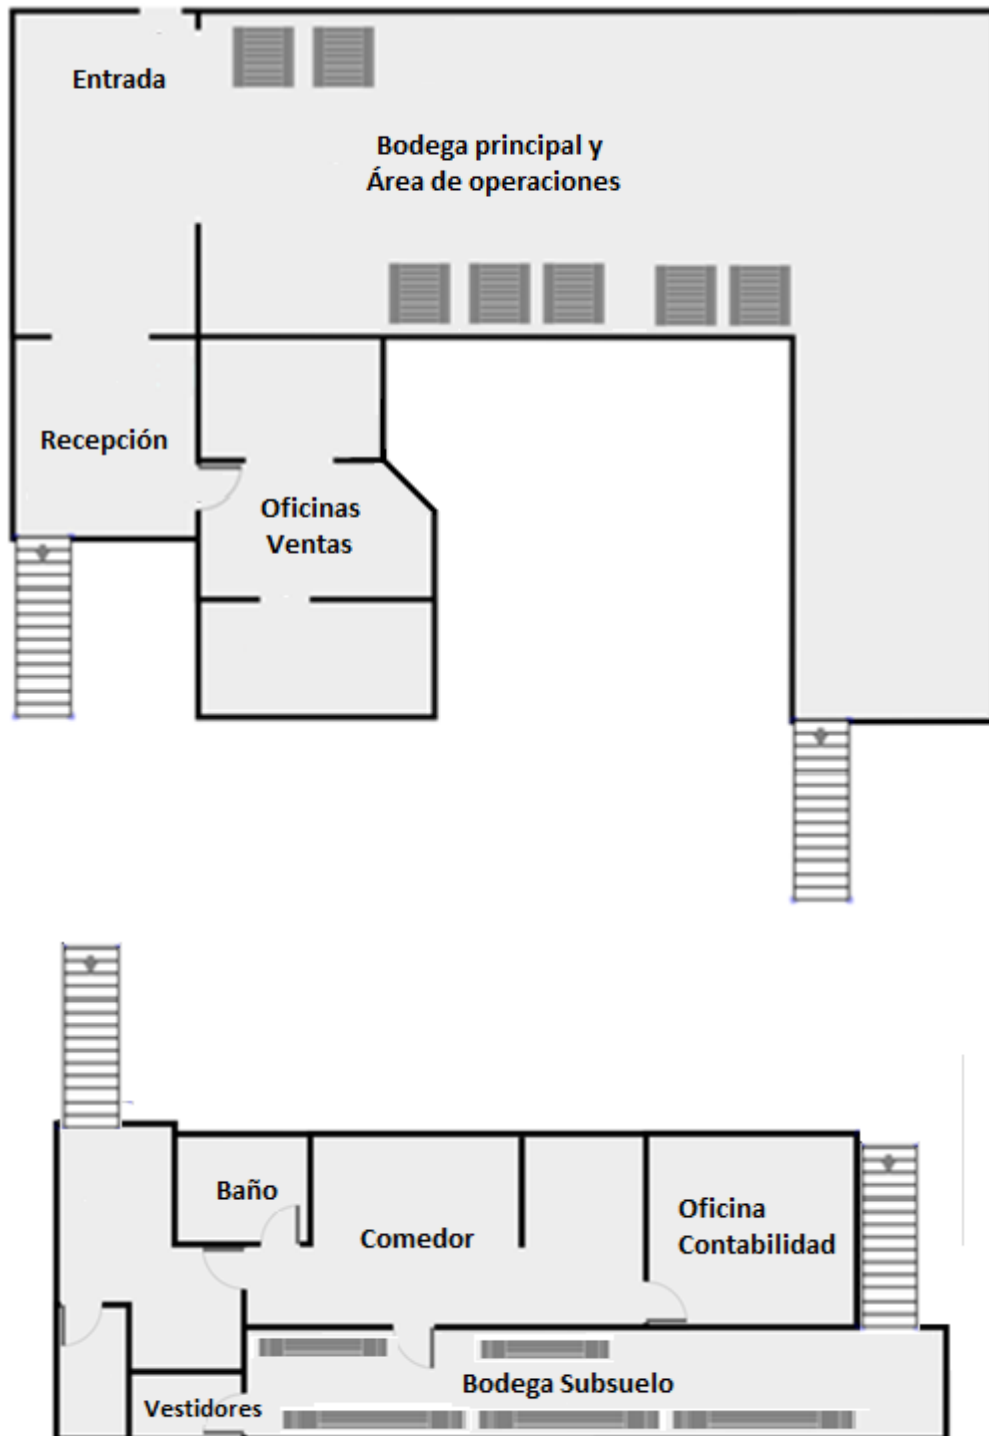 Entrada
Bodega principal y
Área de operaciones
Recepción
Oficinas
Ventas
Baño
Comedor
Oficina
Contabilidad
Bodega Subsuelo
Vestidores